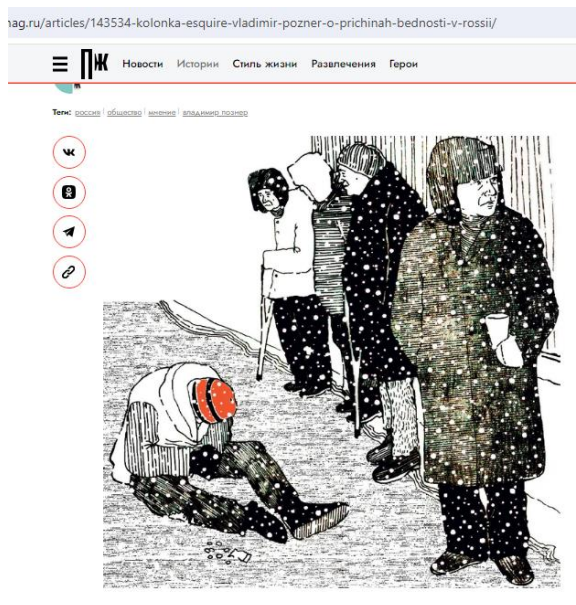 nag.ru/articles/143534-kolonka-esquire-vladimir-pozner-o-prichinah-bednosti-v-rossii/
ПЖ Новости Истории Стиль жизни Развлечения Герои
Теги: россия общество мнение владимир познер